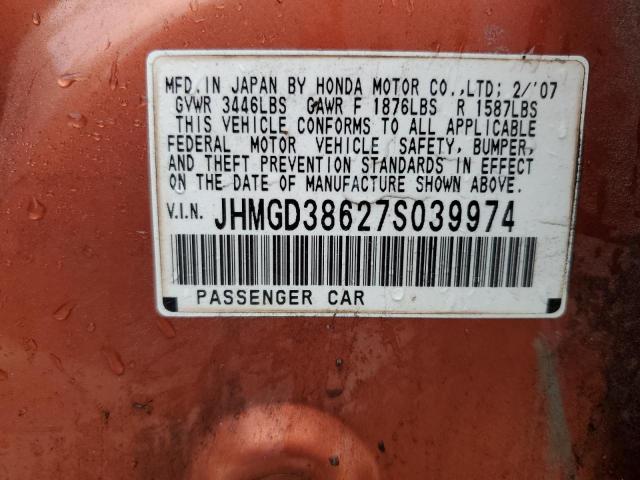 MFD. IN JAPAN BY HONDA MOTOR CO., LTD; 2/'07
GVWR 3446LBS GAWR F 1876LBS R 1587LBS
THIS VEHICLE CONFORMS TO ALL APPLICABLE
FEDERAL MOTOR VEHICLE SAFETY, BUMPER,
AND THEFT PREVENTION STANDARDS IN EFFECT
ON THE DATE OF MANUFACTURE SHOWN ABOVE.
V.I.N. JHMGD38627S039974
PASSENGER CAR